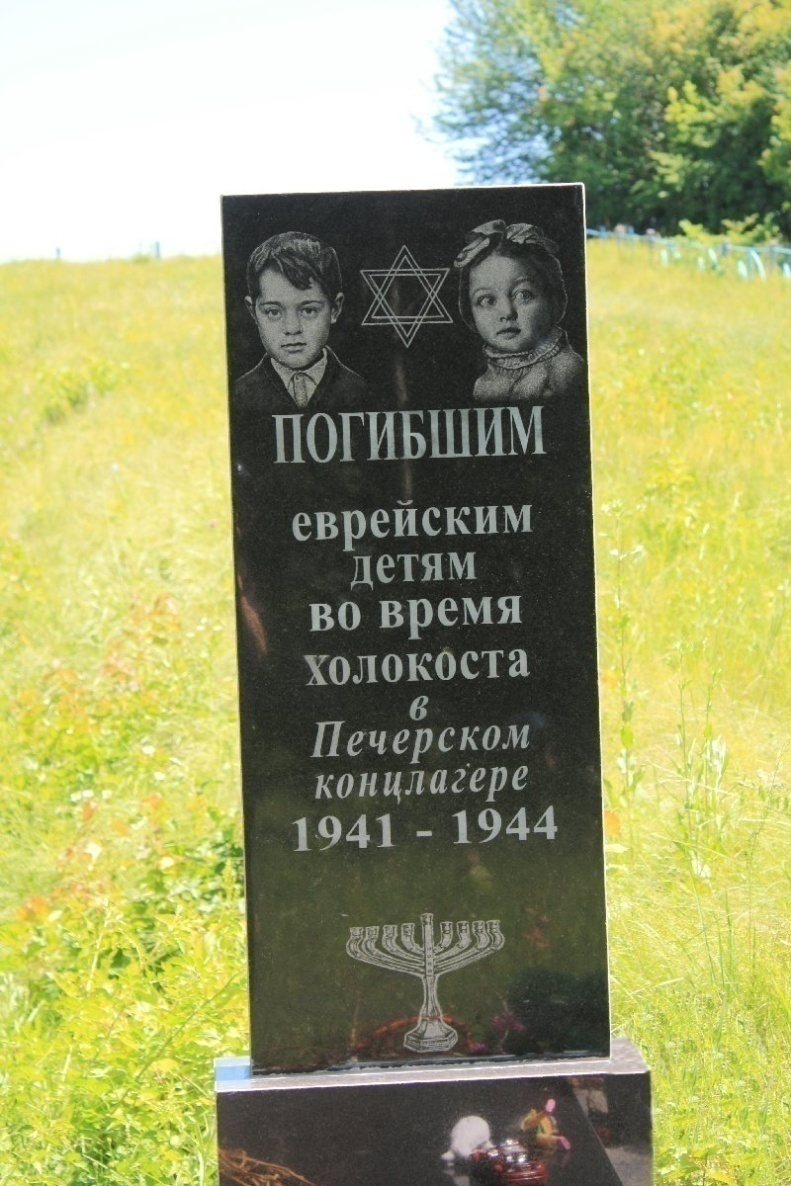 ПОГИБШИМ
еврейским
детям
во время
холокоста
в
Печерском
концлагере
1941 - 1944